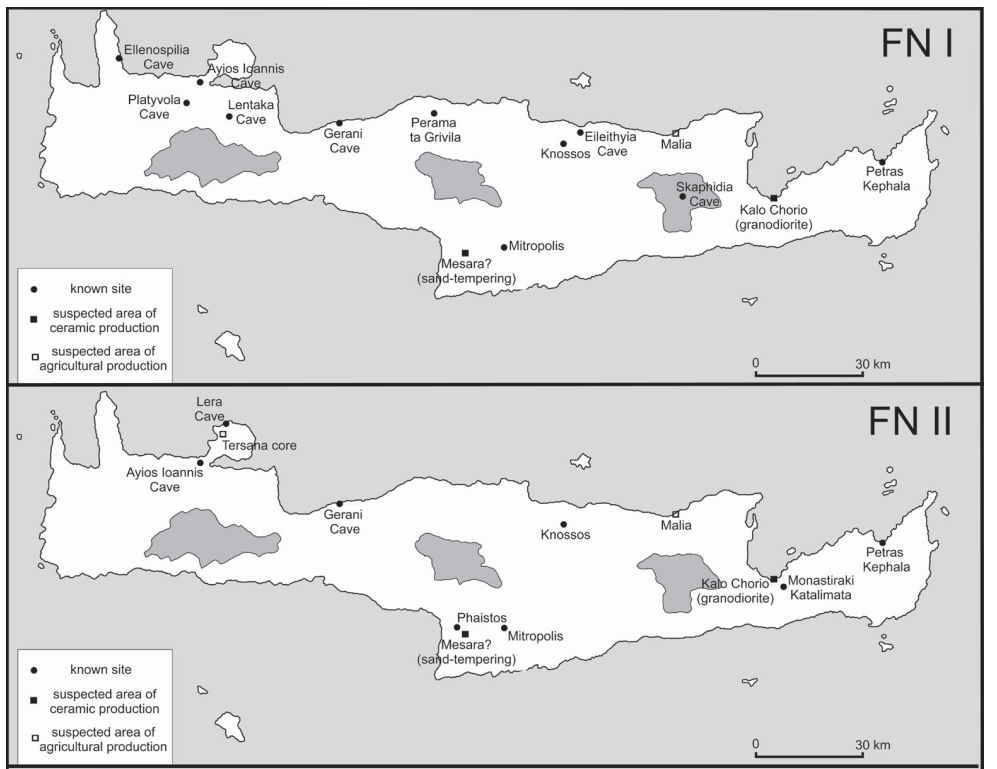 FN I
Ellenospilia
Cave
Ayios Ioannis
Cave
Platyvola
Cave
Lentaka
Cave
Gerani
Cave
Perama
ta Grivila
Eileithyia
Cave
Knossos
Malia
Skaphidia
Cave
Petras
Kephala
Kalo Chorio
(granodiorite)
Mitropolis
Mesara?
(sand-tempering)
known site
suspected area of
ceramic production
suspected area of
agricultural production
0 30 km
FN II
Lera
Cave
Tersana core
Ayios Ioannis
Cave
Gerani
Cave
Knossos
Malia
Petras
Kephala
Kalo Chorio
(granodiorite)
Monastiraki
Katalimata
Phaistos
Mitropolis
Mesara?
(sand-tempering)
known site
suspected area of
ceramic production
suspected area of
agricultural production
0 30 km